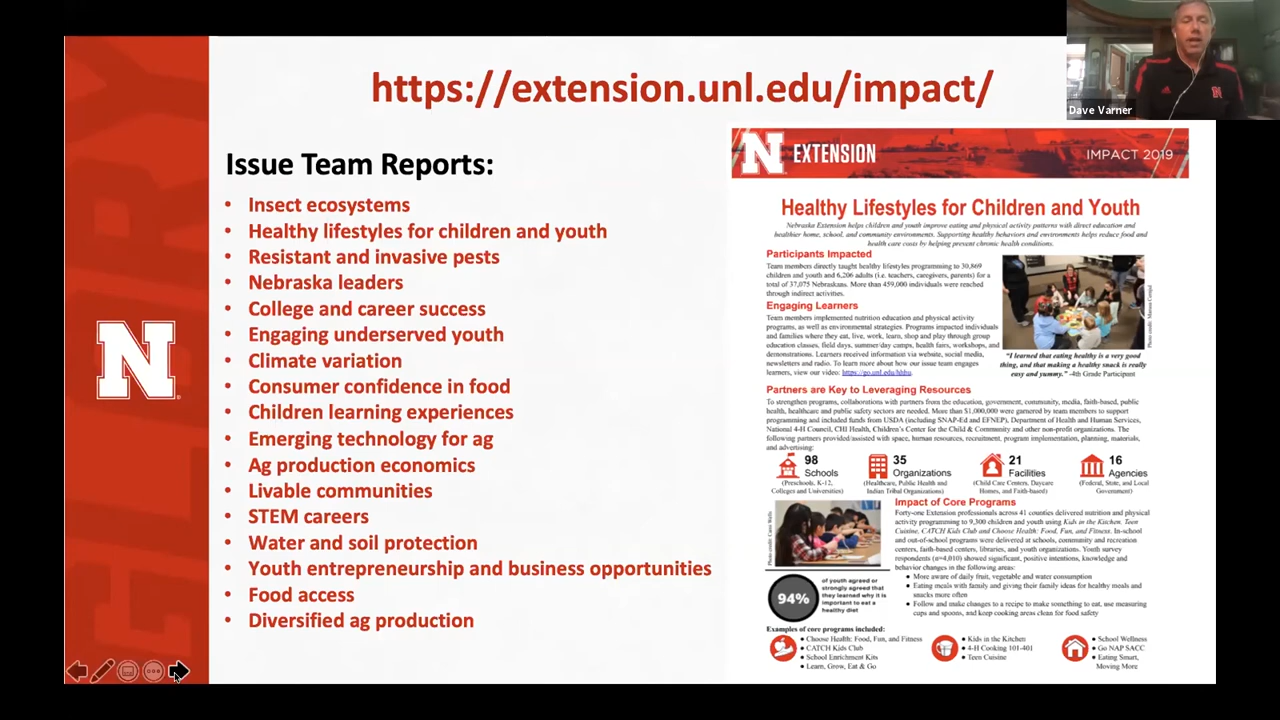 https://extension.unl.edu/impact/
Dave Varner
Issue Team Reports:
• Insect ecosystems
• Healthy lifestyles for children and youth
• Resistant and invasive pests
• Nebraska leaders
• College and career success
• Engaging underserved youth
• Climate variation
• Consumer confidence in food
• Children learning experiences
• Emerging technology for ag
• Ag production economics
• Livable communities
• STEM careers
• Water and soil protection
• Youth entrepreneurship and business opportunities
• Food access
• Diversified ag production
N
N EXTENSION
IMPACT 2019
Healthy Lifestyles for Children and Youth
Nebraska Extension helps children and youth improve eating and physical activity patterns with direct education and
healthier home, school, and community environments. Supporting healthy behaviors and environments helps reduce food and
health care costs by helping prevent chronic health conditions.
Participants Impacted
Team members directly taught healthy lifestyles programming to 30,869
children and youth and 6,206 adults (i.e. teachers, caregivers, parents) for a
total of 37,075 Nebraskans. More than 459,000 individuals were reached
through indirect activities.
Engaging Learners
Team members implemented nutrition education and physical activity
programs, as well as environmental strategies. Programs impacted individuals
and families where they eat, live, work, learn, shop and play through group
education classes, field days, summer/day camps, health fairs, workshops, and
demonstrations. Learners received information via website, social media,
newsletters and radio. To learn more about how our issue team engages
learners, view our video:
"I learned that eating healthy is a very good
thing, and that making a healthy snack is really
easy and yummy." -4th Grade Participant
Partners are Key to Leveraging Resources
To strengthen programs, collaborations with partners from the education, government, community, media, faith-based, public
health, healthcare and public safety sectors are needed. More than $1,000,000 were garnered by team members to support
programming and included funds from USDA (including SNAP-Ed and EFNEP), Department of Health and Human Services,
National 4-H Council, CHI Health, Children's Center for the Child & Community and other non-profit organizations. The
following partners provided/assisted with space, human resources, recruitment, program implementation, planning, materials,
and advertising:
98 Schools
(Preschools, K-12,
Colleges and Universities)
35 Organizations
(Healthcare, Public Health and
Indian Tribal Organizations)
21 Facilities
(Child Care Centers, Daycare
Homes, and Faith-based)
16 Agencies
(Federal, State, and Local
Government)
Impact of Core Programs
Forty-one Extension professionals across 41 counties delivered nutrition and physical
activity programming to 9,300 children and youth using Kids in the Kitchen, Teen
Cuisine, CATCH Kids Club and Choose Health: Food, Fun, and Fitness. In-school
and out-of-school programs were delivered at schools, community and recreation
centers, faith-based centers, libraries, and youth organizations. Youth survey
respondents (n=4,010) showed significant, positive intentions, knowledge and
behavior changes in the following areas:
• More aware of daily fruit, vegetable and water consumption
• Eating meals with family and giving their family ideas for healthy meals and
snacks more often
• Follow and make changes to a recipe to make something to eat, use measuring
cups and spoons, and keep cooking areas clean for food safety
94%
of youth agreed or
strongly agreed that
they learned why it is
important to eat a
healthy diet
Examples of core programs included:
• Choose Health: Food, Fun, and Fitness
• CATCH Kids Club
• School Enrichment Kits
• Learn, Grow, Eat & Go
• Kids in the Kitchen
• 4-H Cooking 101-401
• Teen Cuisine
• School Wellness
• Go NAP SACC
• Eating Smart,
Moving More